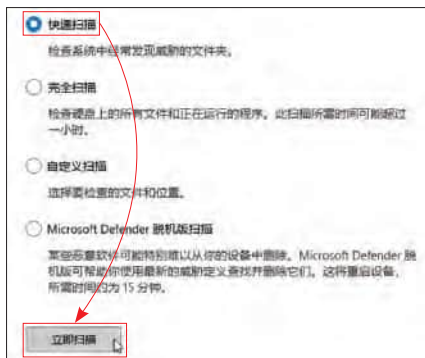 快速扫描
检查系统中经常发现威胁的文件夹。
完全扫描
检查硬盘上的所有文件和正在运行的程序。此扫描所需时间可能超过
一小时。
自定义扫描
选择要检查的文件和位置。
Microsoft Defender 脱机版扫描
某些恶意软件可能特别难以从你的设备中删除。Microsoft Defender 脱
机版可帮助你使用最新的威胁定义查找并删除它们。这将重启设备，
所需时间约为 15 分钟。
立即扫描